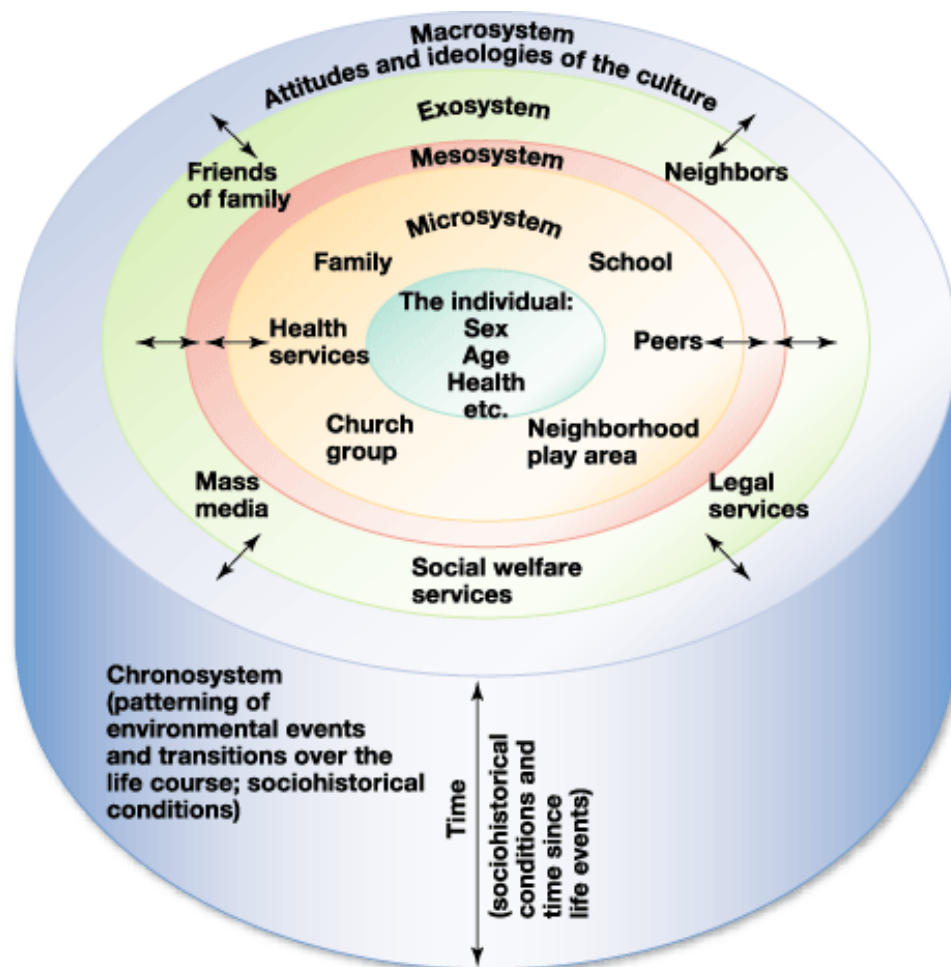 Macrosystem
Attitudes and ideologies of the culture
Exosystem
Mesosystem
Friends
of family
Neighbors
Microsystem
Family
School
The individual:
Sex
Age
Health
etc.
Health
services
Peers
Church
group
Neighborhood
play area
Mass
media
Legal
services
Social welfare
services
Chronosystem
(patterning of
environmental events
and transitions over the
life course; sociohistorical
conditions)
Time
(sociohistorical
conditions and
time since
life events)